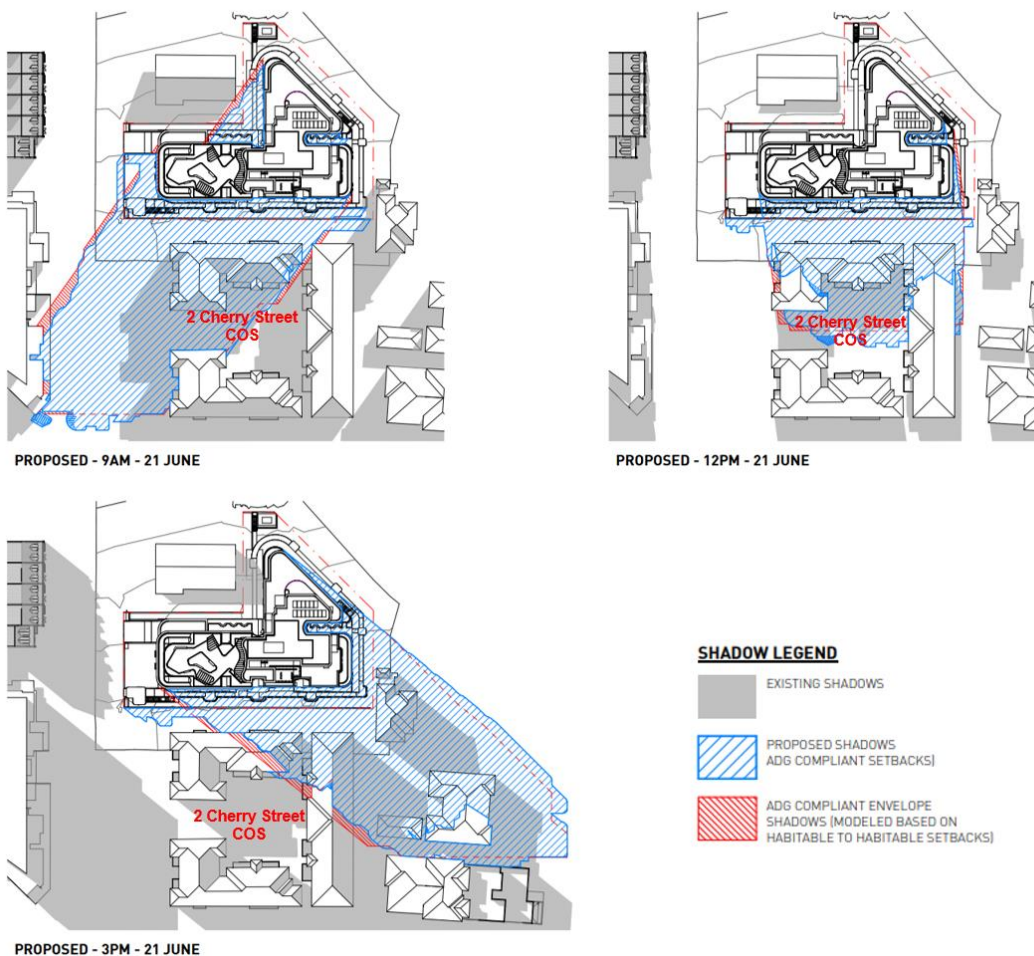 2 Cherry Street
COS
PROPOSED - 9AM - 21 JUNE
2 Cherry Street
COS
PROPOSED - 12PM - 21 JUNE
2 Cherry Street
COS
PROPOSED - 3PM - 21 JUNE
SHADOW LEGEND
EXISTING SHADOWS
PROPOSED SHADOWS
ADG COMPLIANT SETBACKS)
ADG COMPLIANT ENVELOPE
SHADOWS (MODELED BASED ON
HABITABLE TO HABITABLE SETBACKS)